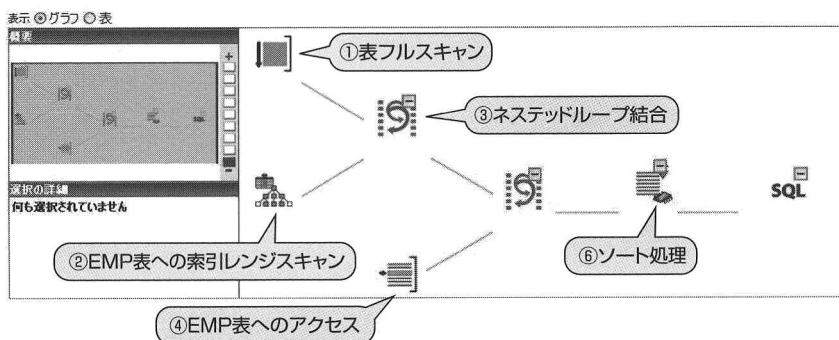 表示 ◉グラフ ○表
概要
+
-
選択の詳細
何も選択されていません
①表フルスキャン
③ネステッドループ結合
SQL
②EMP表への索引レンジスキャン
⑥ソート処理
④EMP表へのアクセス